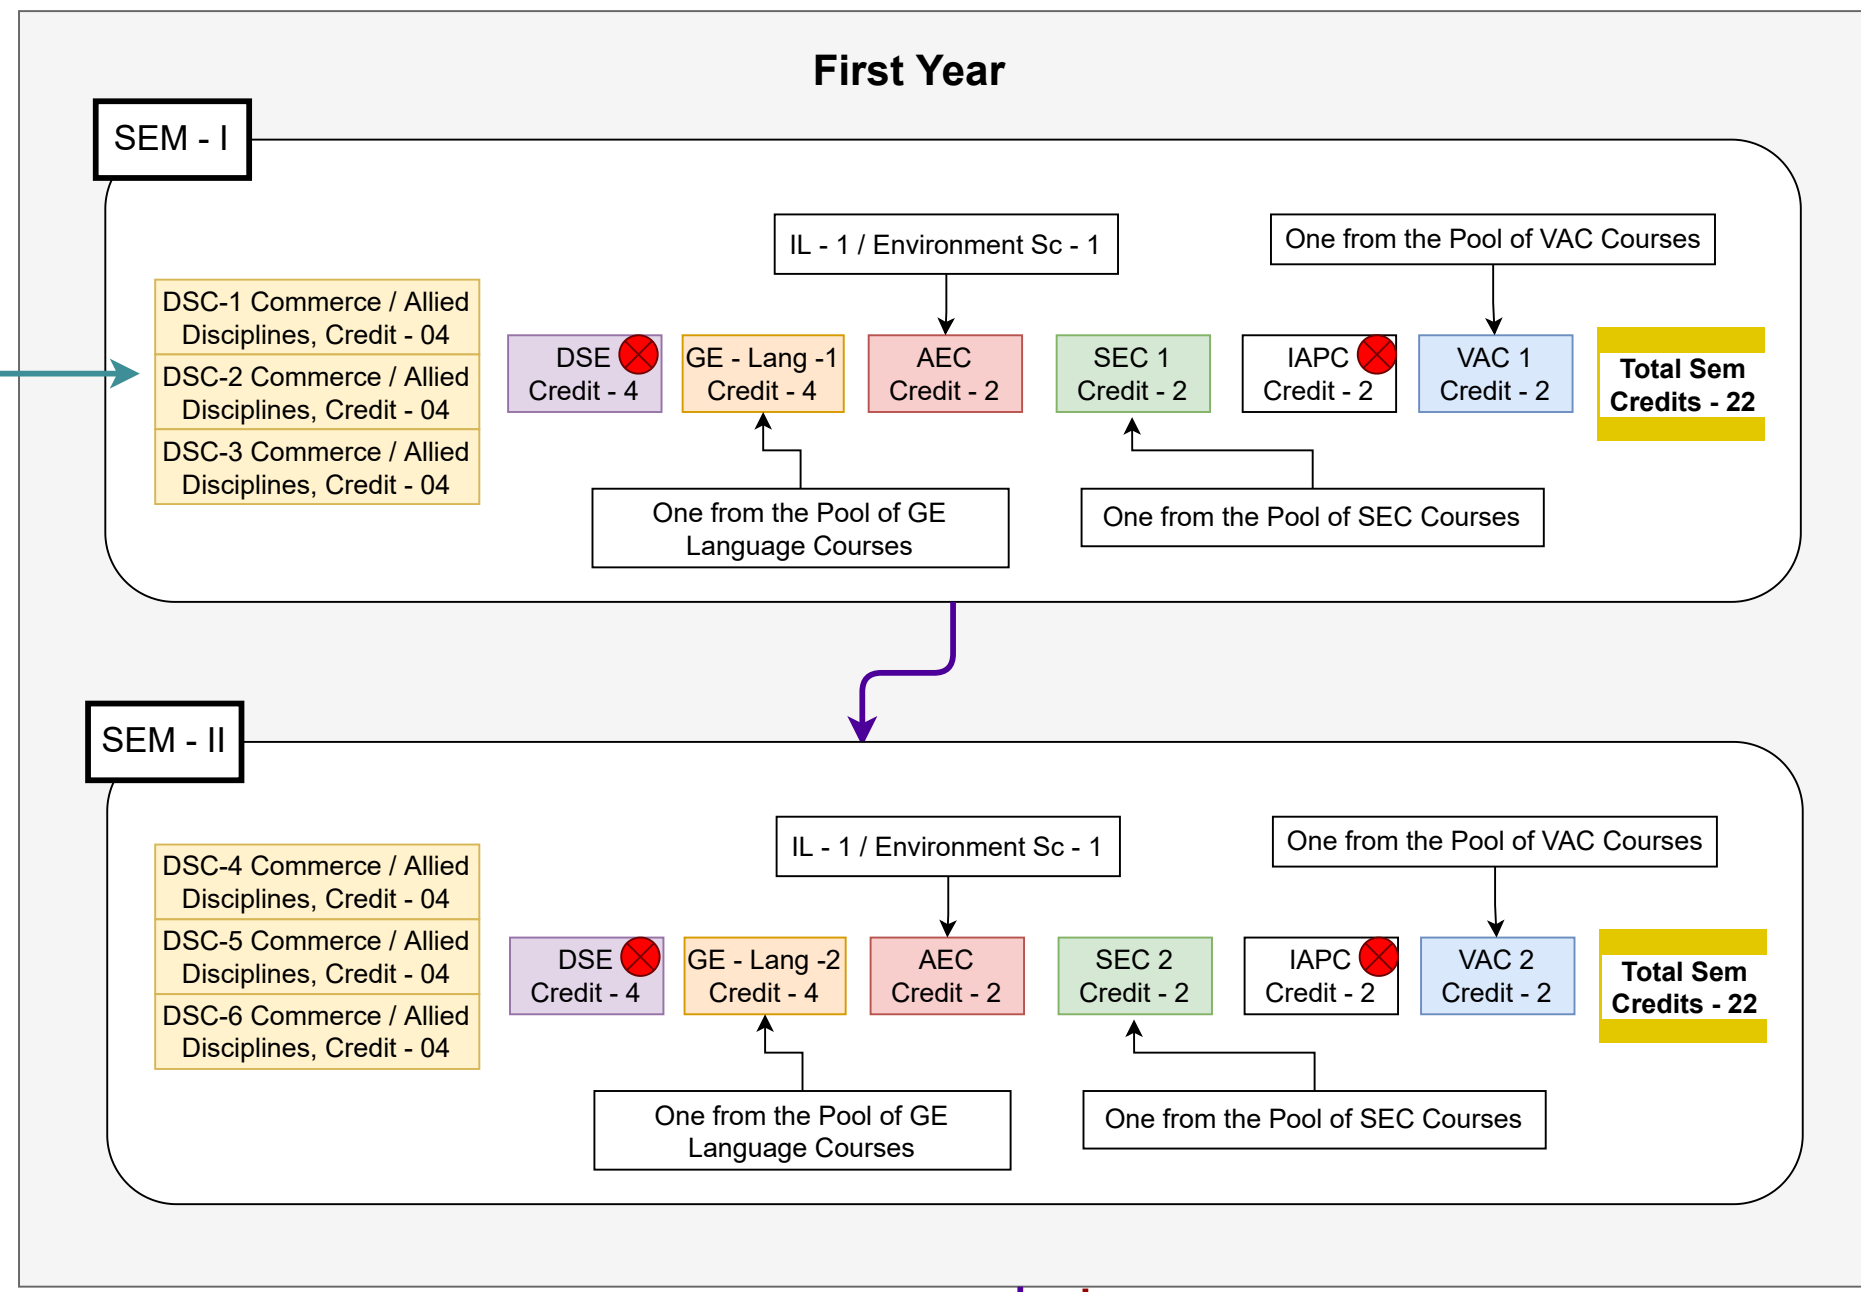 First Year
SEM - I
IL - 1 / Environment Sc - 1
One from the Pool of VAC Courses
DSC-1 Commerce / Allied
Disciplines, Credit - 04
DSC-2 Commerce / Allied
Disciplines, Credit - 04
DSC-3 Commerce / Allied
Disciplines, Credit - 04
DSE
Credit - 4
GE - Lang -1
Credit - 4
AEC
Credit - 2
SEC 1
Credit - 2
IAPC
Credit - 2
VAC 1
Credit - 2
Total Sem
Credits - 22
One from the Pool of GE
Language Courses
One from the Pool of SEC Courses
SEM - II
IL - 1 / Environment Sc - 1
One from the Pool of VAC Courses
DSC-4 Commerce / Allied
Disciplines, Credit - 04
DSC-5 Commerce / Allied
Disciplines, Credit - 04
DSC-6 Commerce / Allied
Disciplines, Credit - 04
DSE
Credit - 4
GE - Lang -2
Credit - 4
AEC
Credit - 2
SEC 2
Credit - 2
IAPC
Credit - 2
VAC 2
Credit - 2
Total Sem
Credits - 22
One from the Pool of GE
Language Courses
One from the Pool of SEC Courses